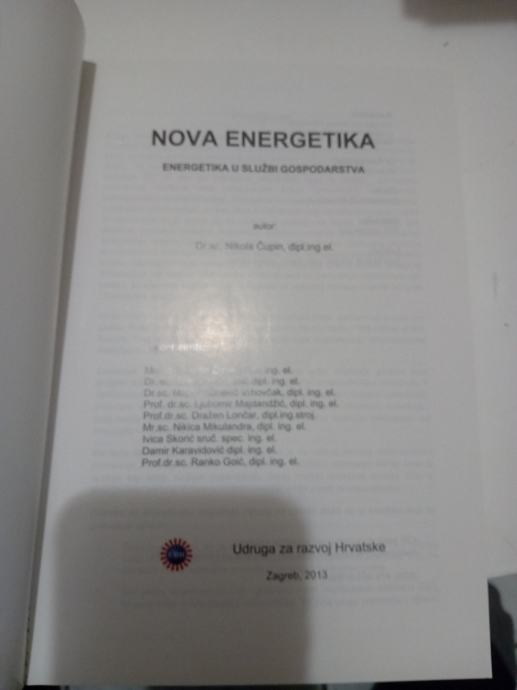 NOVA ENERGETIKA
ENERGETIKA U SLUŽBI GOSPODARSTVA
autor:
Dr.sc. Nikola Čupin, dipl.ing.el.
ing. el.
dipl. ing. el.
Dr.sc. dipl. ing. el.
Prof. dr.sc. Ljubomir Majdandžić, dipl. ing. el.
Prof.dr.sc. Dražen Lončar, dipl.ing.stroj.
Mr.sc. Nikica Mikulandra, dipl. ing. el.
Ivica Skorić struč. spec. ing. el.
Damir Karavidović dipl. ing. el.
Prof.dr.sc. Ranko Goić, dipl. ing. el.
Udruga za razvoj Hrvatske
Zagreb, 2013